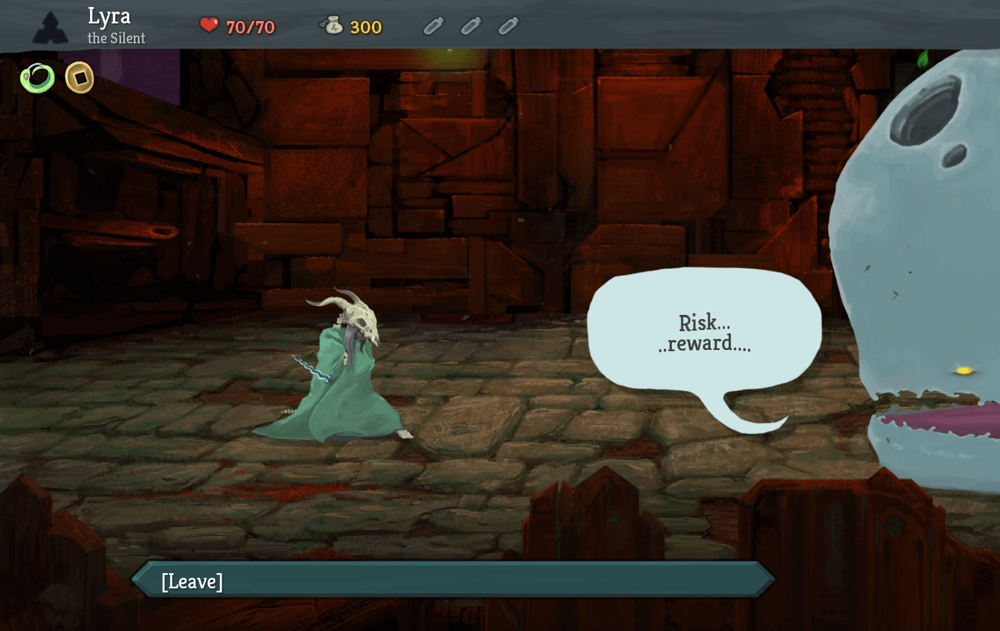 Lyra
the Silent
70/70
300
Risk...
..reward....
[Leave]